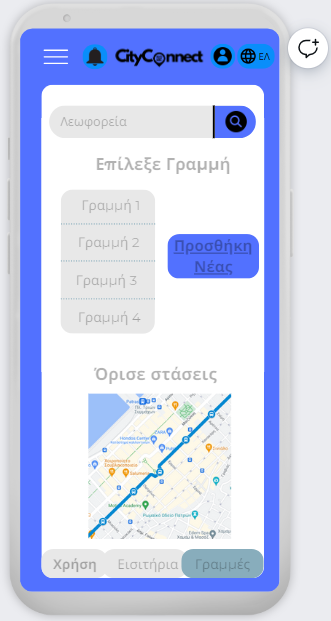 CityConnect
ΕΛ
Λεωφορεία
Επίλεξε Γραμμή
Γραμμή 1
Γραμμή 2
Γραμμή 3
Γραμμή 4
Προσθήκη
Νέας
Όρισε στάσεις
Χρήση
Εισιτήρια
Γραμμές